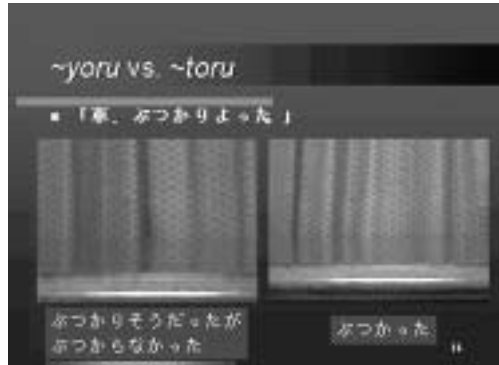 ~yoru vs. ~toru
「車、ぶつかりよった」
ぶつかりそうだったが
ぶつからなかった
ぶつかった